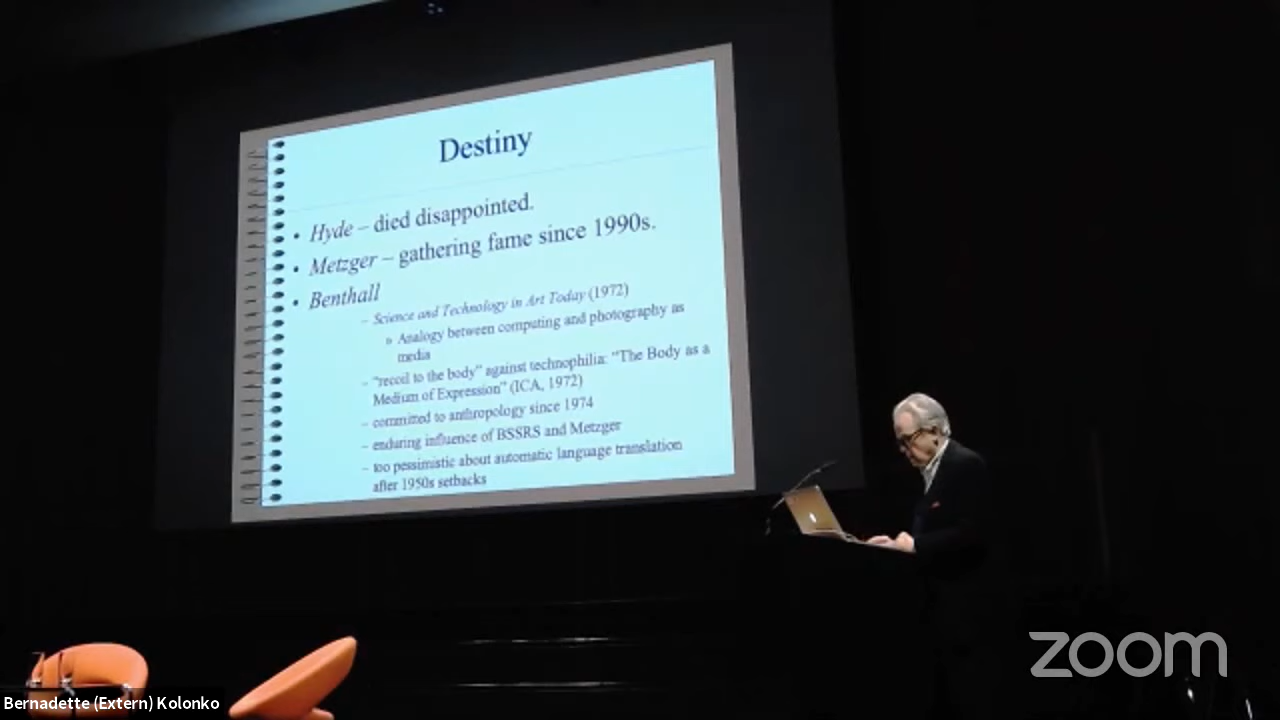 Destiny
• Hyde – died disappointed.
• Metzger – gathering fame since 1990s.
• Benthall
– Science and Technology in Art Today (1972)
» Analogy between computing and photography as
media
– "recoil to the body" against technophilia: "The Body as a
Medium of Expression" (ICA, 1972)
– committed to anthropology since 1974
– enduring influence of BSSRS and Metzger
– too pessimistic about automatic language translation
after 1950s setbacks
zoom
Bernadette (Extern) Kolonko